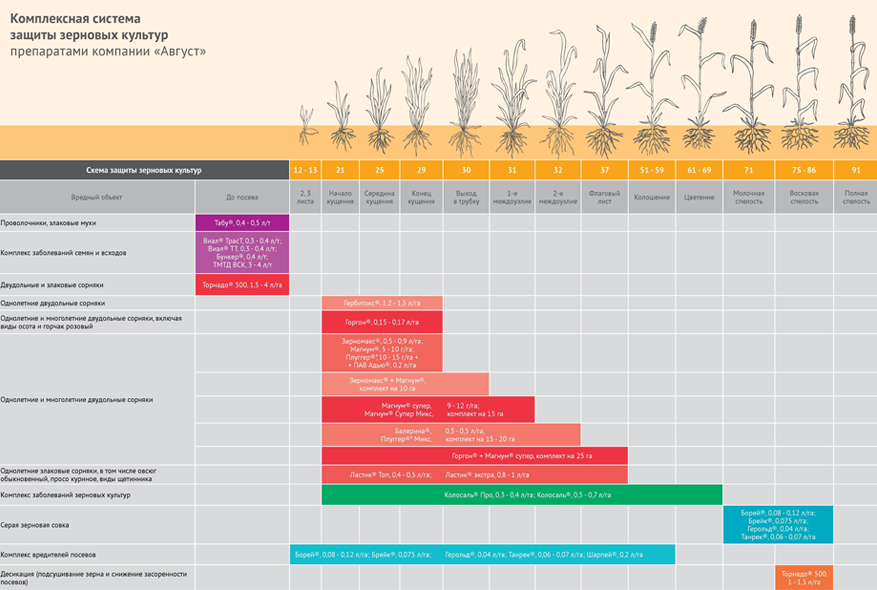 Комплексная система
защиты зерновых культур
препаратами компании «Август»
Схема защиты зерновых культур
12 - 13
21
25
29
30
31
32
37
51 - 59
61 - 69
71
75 - 86
91
Вредный объект
До посева
2, 3
листа
Начало
кущения
Середина
кущения
Конец
кущения
Выход
в трубку
1-е
междоузлие
2-е
междоузлие
Флаговый
лист
Колошение
Цветение
Молочная
спелость
Восковая
спелость
Полная
спелость
Проволочники, злаковые мухи
Табу®, 0,4 - 0,5 л/т
Комплекс заболеваний семян и всходов
Виал® ТрасТ, 0,3 - 0,4 л/т;
Виал® ТТ, 0,3 - 0,4 л/т;
Бункер®, 0,4 л/т;
ТМТД ВСК, 3 - 4 л/т
Двудольные и злаковые сорняки
Торнадо® 500, 1,5 - 4 л/га
Однолетние двудольные сорняки
Гербитокс®, 1,2 - 1,5 л/га
Однолетние и многолетние двудольные сорняки, включая
виды осота и горчак розовый
Горгон®, 0,15 - 0,17 л/га
Зерномакс®, 0,5 - 0,9 л/га;
Магнум®, 5 - 10 г/га;
Плуггер®*, 10 - 15 г/га +
+ ПАВ Адью®, 0,2 л/га
Зерномакс® + Магнум®,
комплект на 10 га
Однолетние и многолетние двудольные сорняки
Магнум® супер, 9 - 12 г/га;
Магнум® Супер Микс, комплект на 15 га
Балерина®, 0,3 - 0,5 л/га;
Плуггер®* Микс, комплект на 15 - 20 га
Горгон® + Магнум® супер, комплект на 25 га
Однолетние злаковые сорняки, в том числе овсюг
обыкновенный, просо куриное, виды щетинника
Ластик® Топ, 0,4 - 0,5 л/га; Ластик® экстра, 0,8 - 1 л/га
Комплекс заболеваний зерновых культур
Колосаль® Про, 0,3 - 0,4 л/га; Колосаль®, 0,5 - 0,7 л/га
Серая зерновая совка
Борей®, 0,08 - 0,12 л/га;
Брейк®, 0,075 л/га;
Герольд®, 0,04 л/га;
Танрек®, 0,06 - 0,07 л/га
Комплекс вредителей посевов
Борей®, 0,08 - 0,12 л/га; Брейк®, 0,075 л/га; Герольд®, 0,04 л/га; Танрек®, 0,06 - 0,07 л/га; Шарпей®, 0,2 л/га
Десикация (подсушивание зерна и снижение засоренности
посевов)
Торнадо® 500,
1 - 1,5 л/га